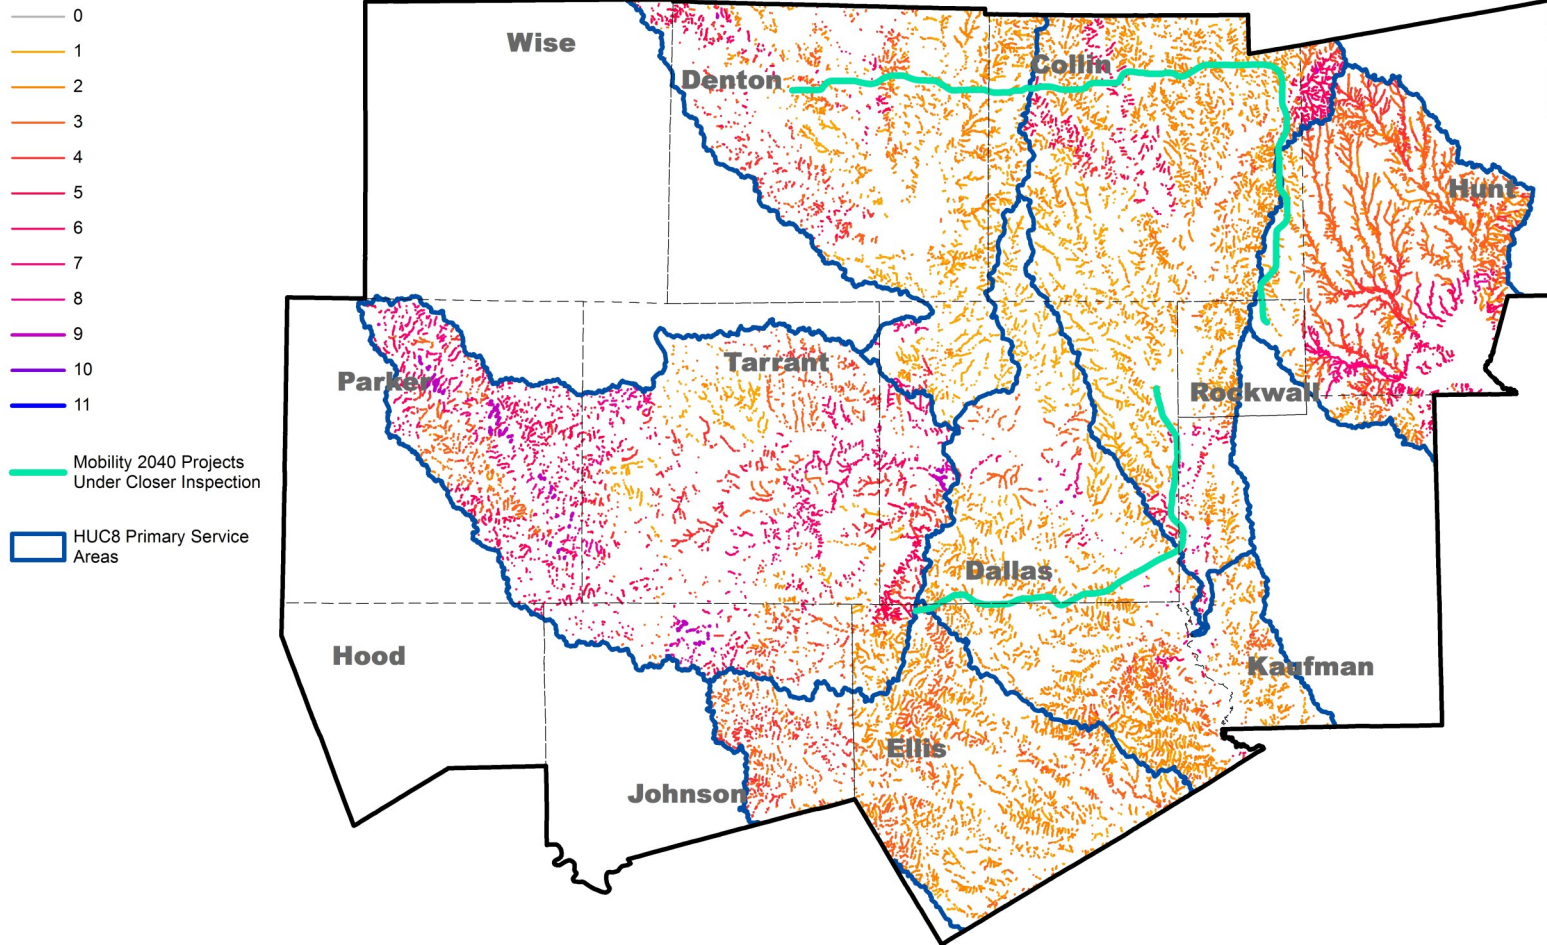 0
1
2
3
4
5
6
7
8
9
10
11
Mobility 2040 Projects
Under Closer Inspection
HUC8 Primary Service
Areas
Wise
Denton
Collin
Hunt
Parker
Tarrant
Rockwall
Dallas
Hood
Kaufman
Ellis
Johnson